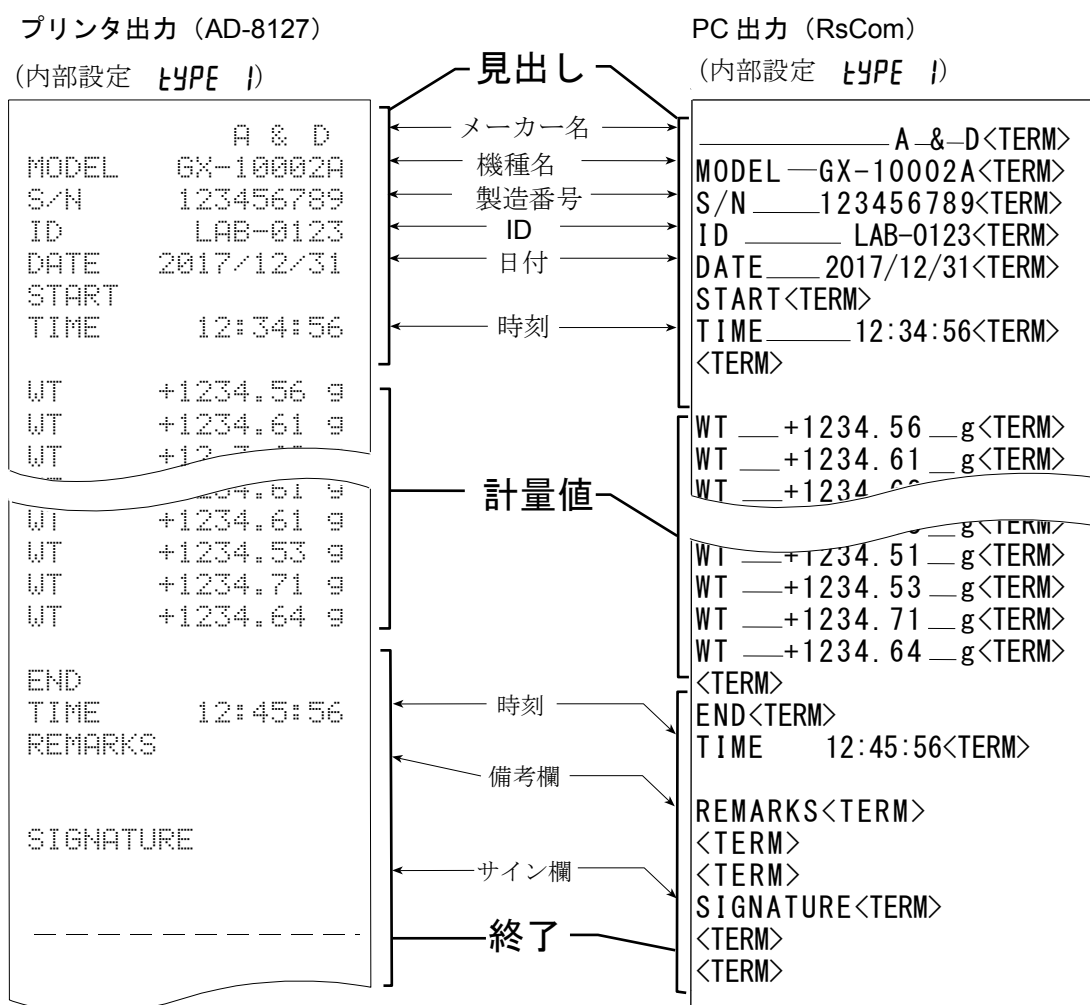 プリンタ出力（AD-8127）
(内部設定 tYPE 1)
A & D
MODEL GX-10002A
S/N 123456789
ID LAB-0123
DATE 2017/12/31
START
TIME 12:34:56
WT +1234.56 g
WT +1234.61 g
WT
WT +1234.61 g
WT +1234.53 g
WT +1234.71 g
WT +1234.64 g
END
TIME 12:45:56
REMARKS
SIGNATURE
見出し
メーカー名
機種名
製造番号
ID
日付
時刻
計量値
時刻
備考欄
サイン欄
終了
PC 出力（RsCom）
(内部設定 tYPE 1)
A & D<TERM>
MODEL GX-10002A<TERM>
S/N 123456789<TERM>
ID LAB-0123<TERM>
DATE 2017/12/31<TERM>
START<TERM>
TIME 12:34:56<TERM>
<TERM>
WT +1234.56 g<TERM>
WT +1234.61 g<TERM>
WT
g<TERM>
WT +1234.51 g<TERM>
WT +1234.53 g<TERM>
WT +1234.71 g<TERM>
WT +1234.64 g<TERM>
<TERM>
END<TERM>
TIME 12:45:56<TERM>
REMARKS<TERM>
<TERM>
<TERM>
SIGNATURE<TERM>
<TERM>
<TERM>